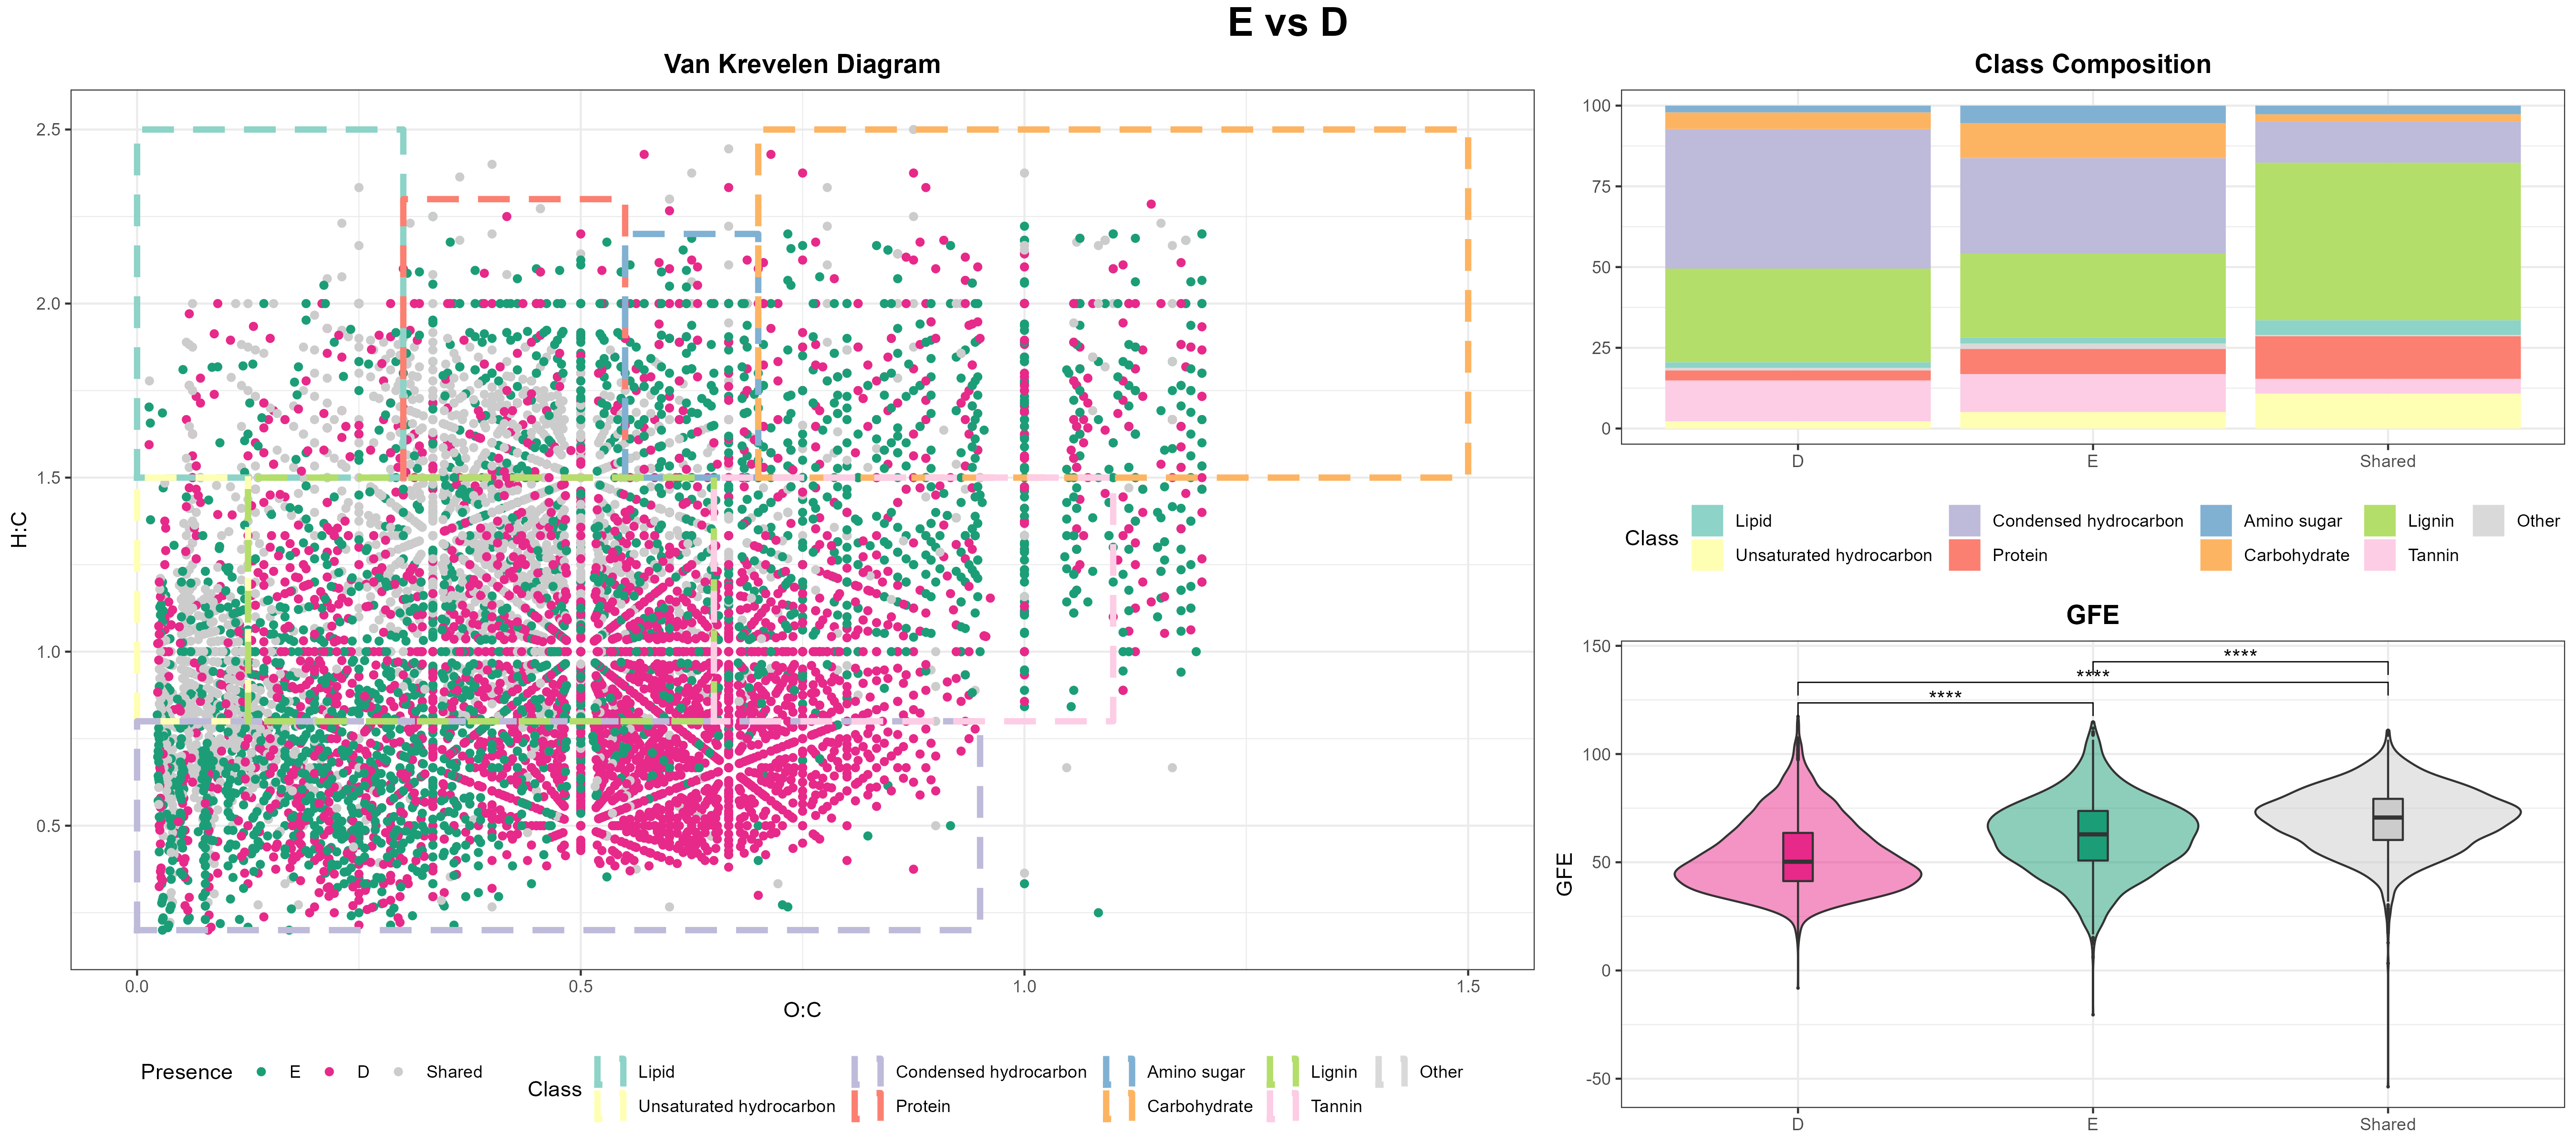 E vs D
Van Krevelen Diagram
2.5
2.0
1.5
1.0
0.5
H:C
0.0 0.5 1.0 1.5
O:C
Presence E D Shared
Class
Lipid Condensed hydrocarbon Amino sugar Lignin Other
Unsaturated hydrocarbon Protein Carbohydrate Tannin
Class Composition
100
75
50
25
0
D E Shared
Class
Lipid Condensed hydrocarbon Amino sugar Lignin Other
Unsaturated hydrocarbon Protein Carbohydrate Tannin
GFE
150
100
50
0
-50
GFE
****
****
****
D E Shared